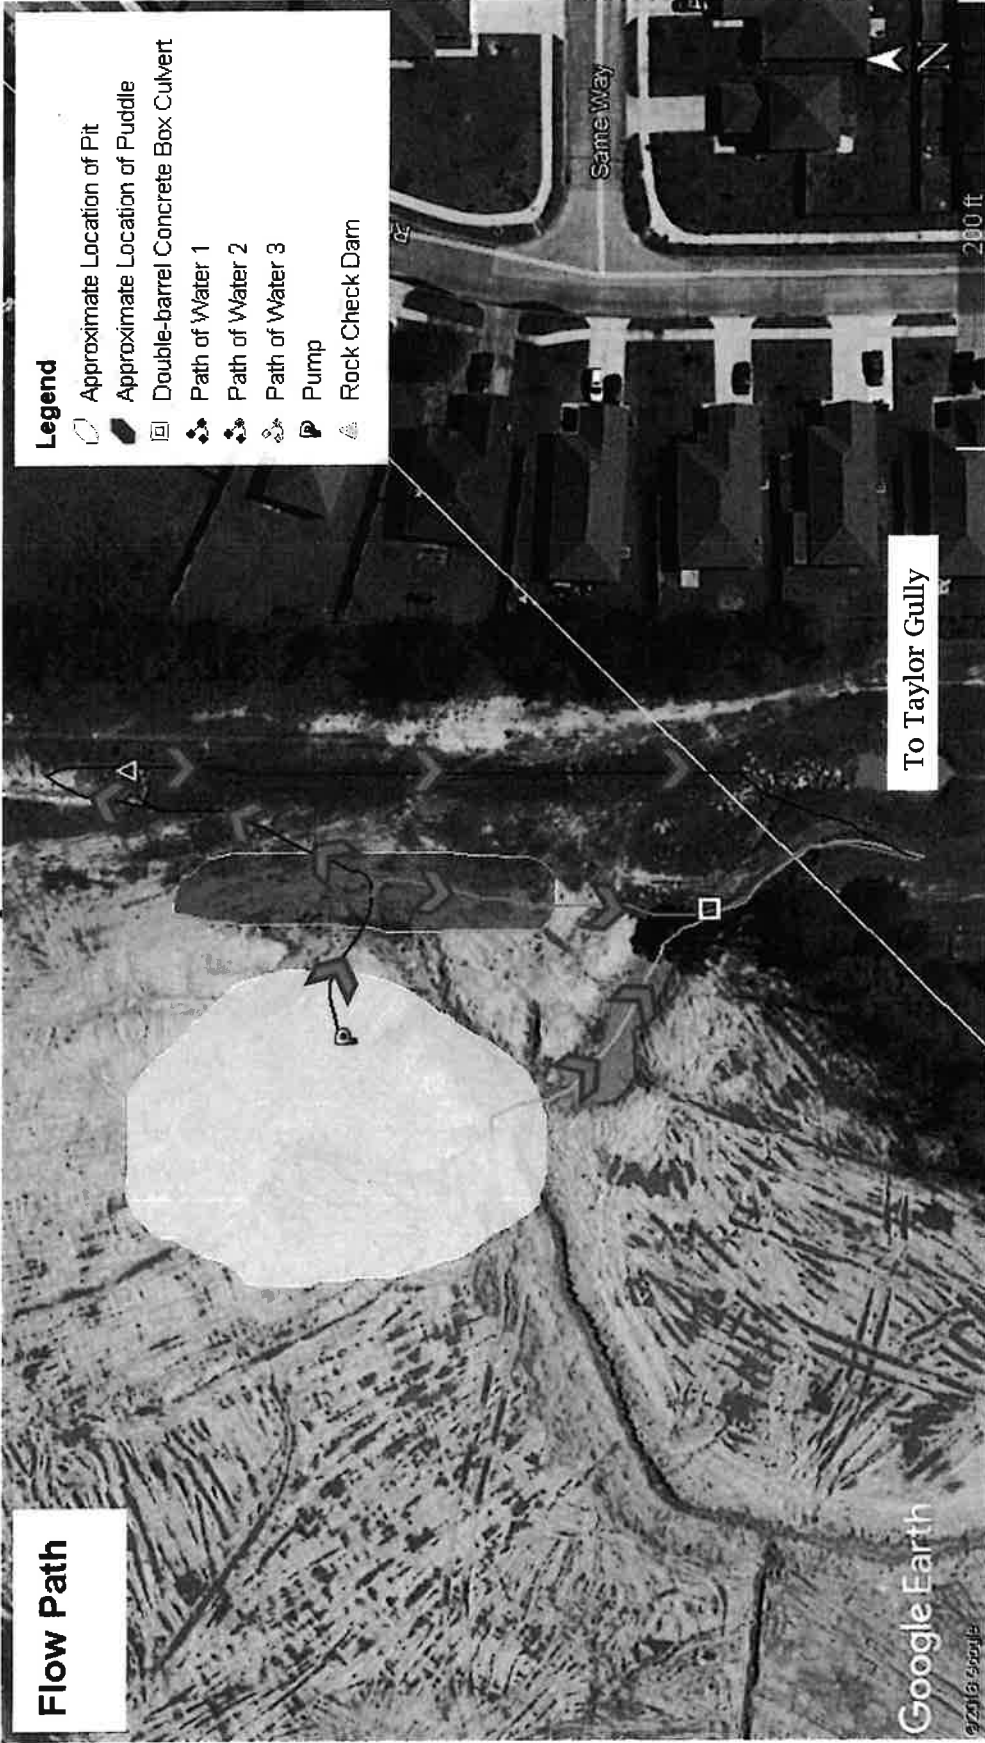 Flow Path
Legend
Approximate Location of Pit
Approximate Location of Puddle
Double-barrel Concrete Box Culvert
Path of Water 1
Path of Water 2
Path of Water 3
Pump
Rock Check Dam
Same Way
N
To Taylor Gully
Google Earth
© 2018 Google
200 ft